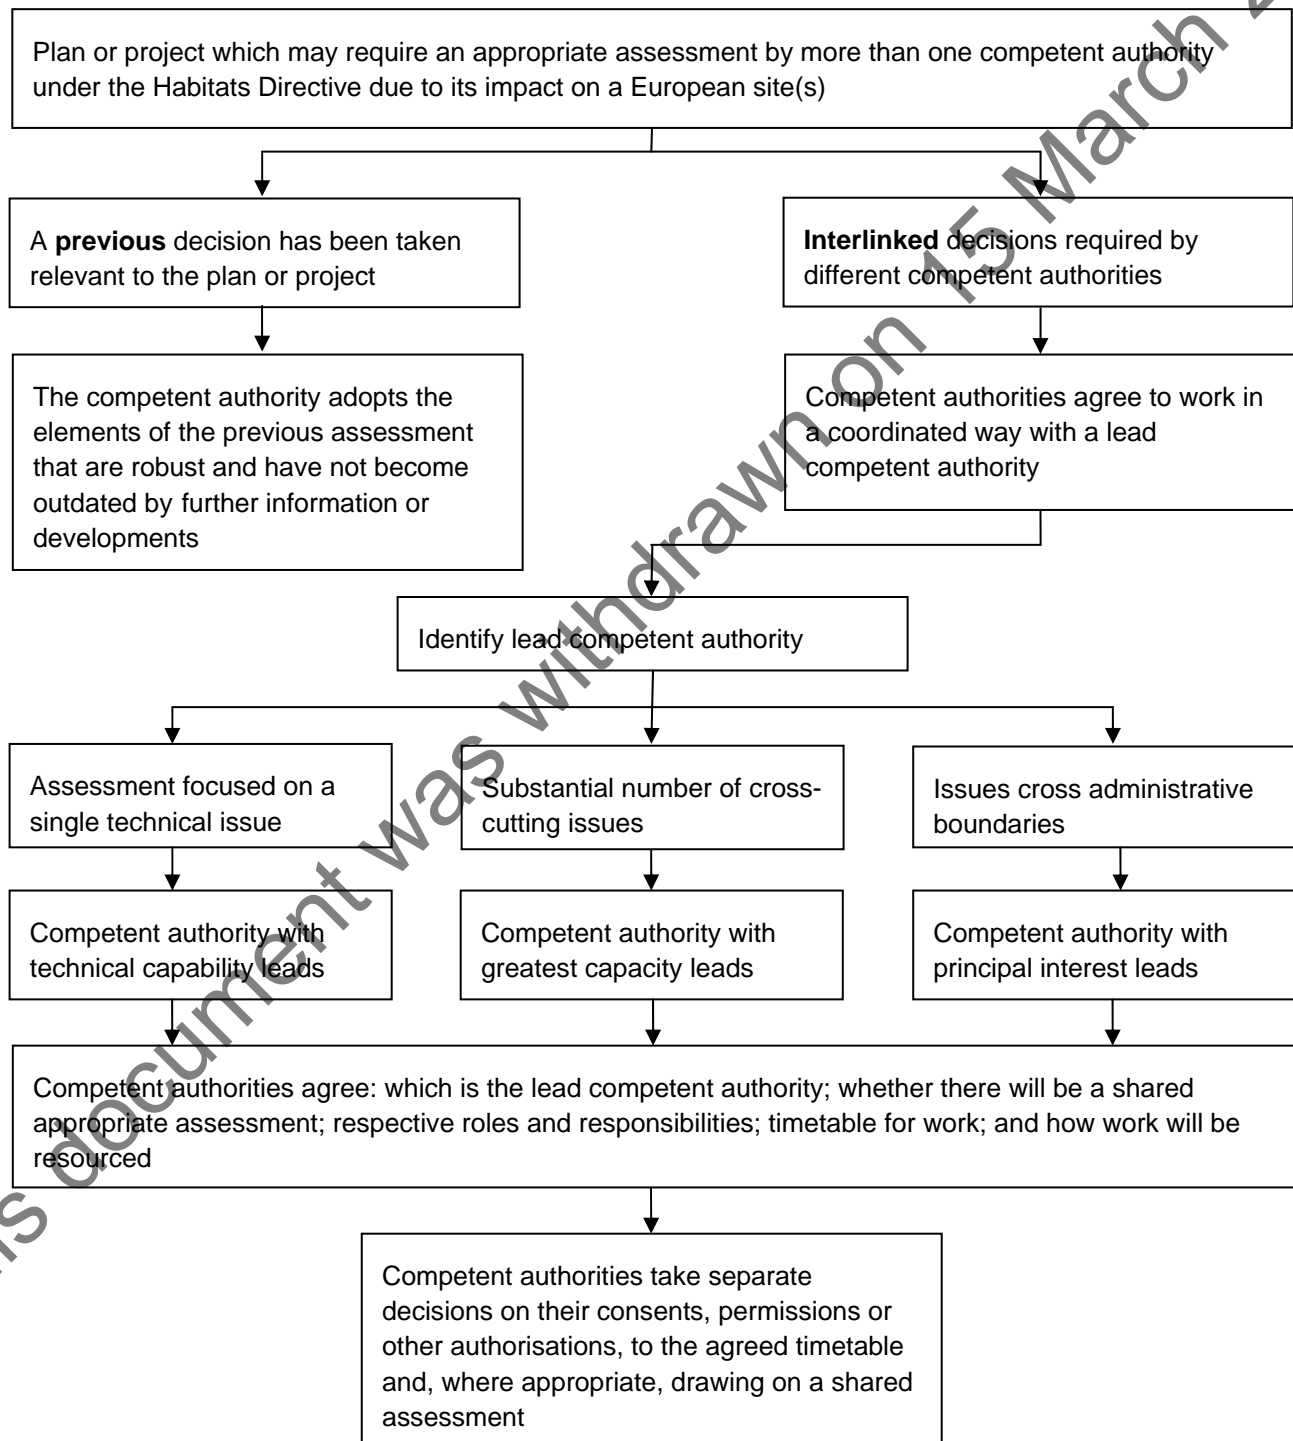 Plan or project which may require an appropriate assessment by more than one competent authority
under the Habitats Directive due to its impact on a European site(s)
A previous decision has been taken
relevant to the plan or project
Interlinked decisions required by
different competent authorities
The competent authority adopts the
elements of the previous assessment
that are robust and have not become
outdated by further information or
developments
Competent authorities agree to work in
a coordinated way with a lead
competent authority
Identify lead competent authority
Assessment focused on a
single technical issue
Substantial number of cross-
cutting issues
Issues cross administrative
boundaries
Competent authority with
technical capability leads
Competent authority with
greatest capacity leads
Competent authority with
principal interest leads
Competent authorities agree: which is the lead competent authority; whether there will be a shared
appropriate assessment; respective roles and responsibilities; timetable for work; and how work will be
resourced
Competent authorities take separate
decisions on their consents, permissions or
other authorisations, to the agreed timetable
and, where appropriate, drawing on a shared
assessment
document was withdrawn on 15 March